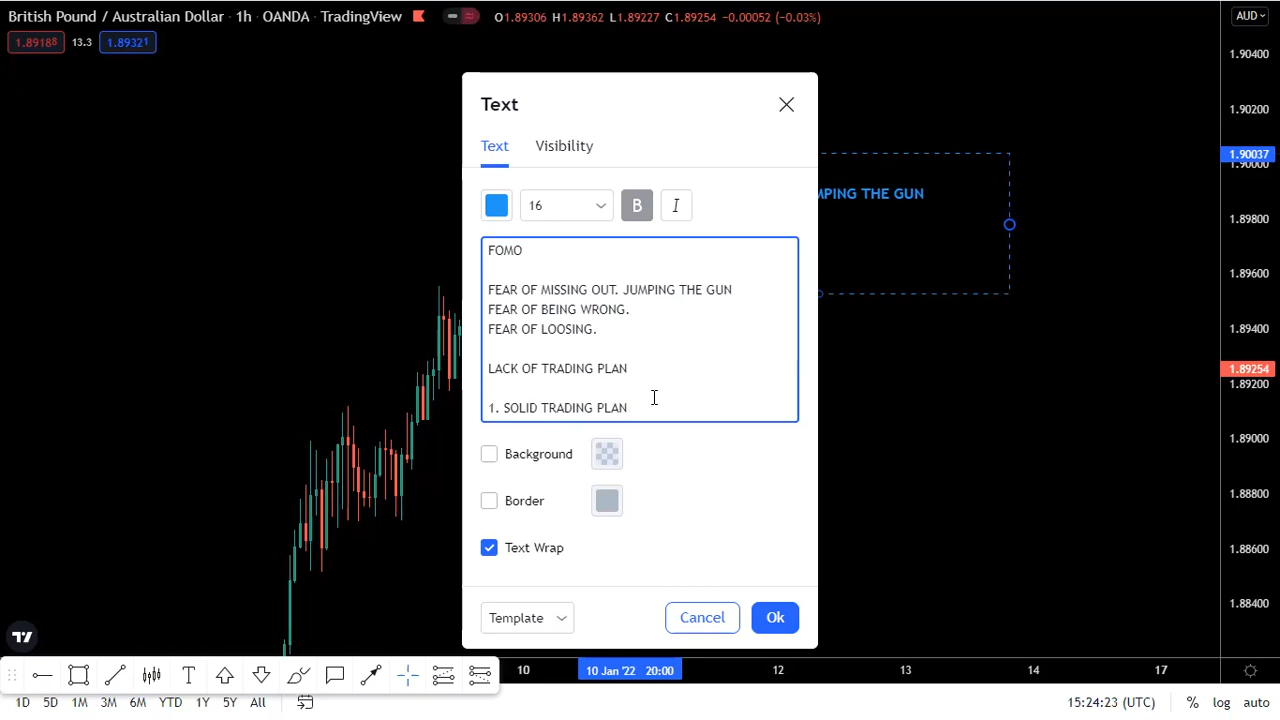 British Pound / Australian Dollar · 1h · OANDA · TradingView
O1.89306 H1.89362 L1.89227 C1.89254 −0.00052 (−0.03%)
AUD
1.89188
13.3
1.89321
1.90400
1.90200
1.90037
1.90000
1.89800
1.89600
1.89400
1.89254
1.89200
1.89000
1.88800
1.88600
1.88400
Text
Text Visibility
16
B
I
MPING THE GUN
FOMO
FEAR OF MISSING OUT. JUMPING THE GUN
FEAR OF BEING WRONG.
FEAR OF LOOSING.
LACK OF TRADING PLAN
1. SOLID TRADING PLAN
Background
Border
Text Wrap
Template
Cancel
Ok
10
10 Jan '22 20:00
12
13
14
17
T
1D 5D 1M 3M 6M YTD 1Y 5Y All
15:24:23 (UTC)
% log auto